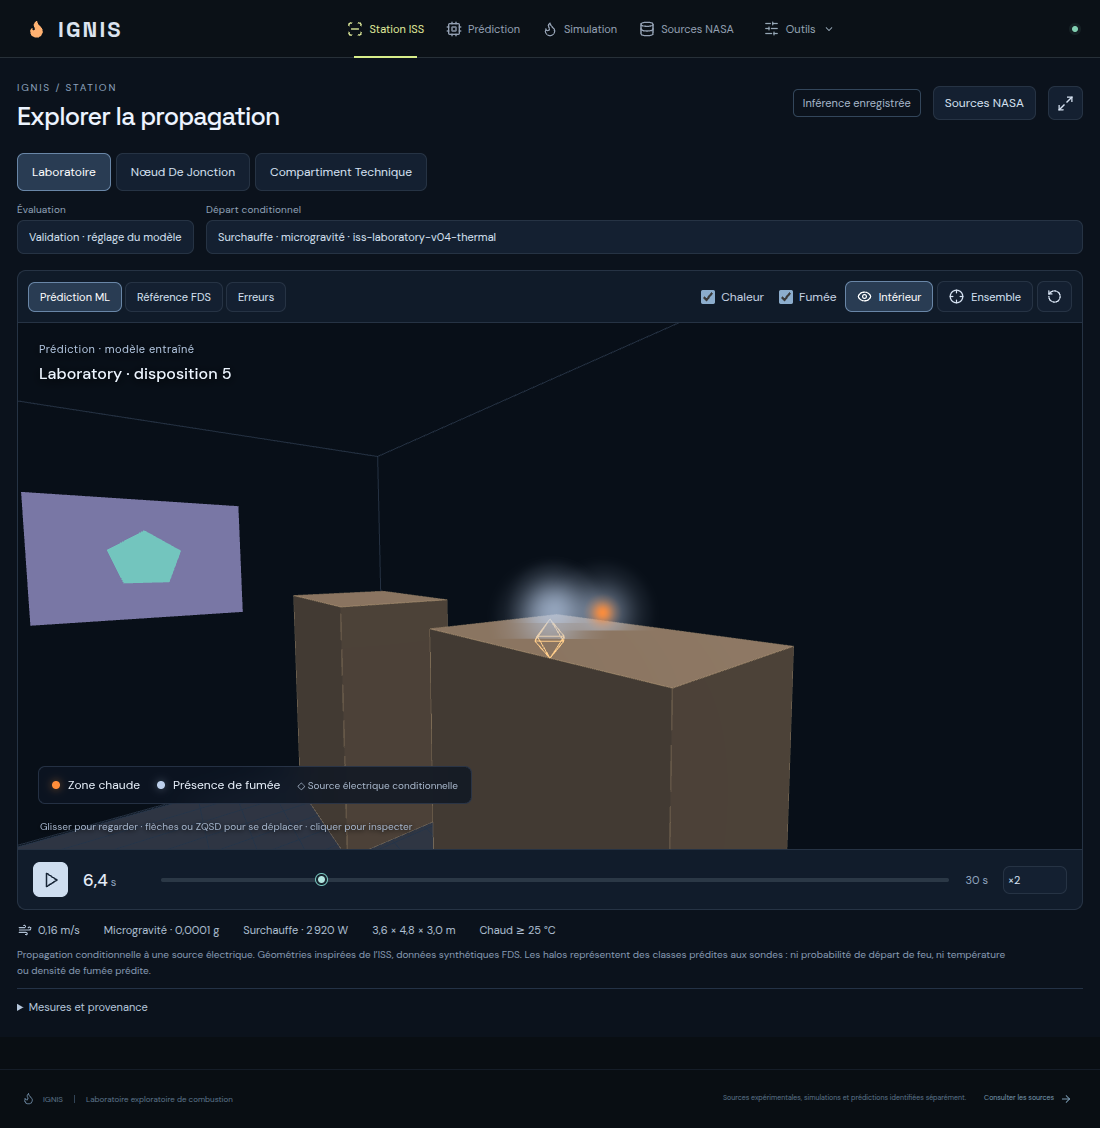 IGNIS
Station ISS
Prédiction
Simulation
Sources NASA
Outils
IGNIS / STATION
Explorer la propagation
Inférence enregistrée
Sources NASA
Laboratoire
Nœud De Jonction
Compartiment Technique
Évaluation
Départ conditionnel
Validation · réglage du modèle
Surchauffe · microgravité · iss-laboratory-v04-thermal
Prédiction ML
Référence FDS
Erreurs
Chaleur
Fumée
Intérieur
Ensemble
Prédiction · modèle entraîné
Laboratory · disposition 5
Zone chaude
Présence de fumée
◇ Source électrique conditionnelle
Glisser pour regarder · flèches ou ZQSD pour se déplacer · cliquer pour inspecter
6,4 s
30 s
×2
0,16 m/s
Microgravité · 0,0001 g
Surchauffe · 2 920 W
3,6 × 4,8 × 3,0 m
Chaud ≥ 25 °C
Propagation conditionnelle à une source électrique. Géométries inspirées de l'ISS, données synthétiques FDS. Les halos représentent des classes prédites aux sondes : ni probabilité de départ de feu, ni température
ou densité de fumée prédite.
▶ Mesures et provenance
IGNIS | Laboratoire exploratoire de combustion
Sources expérimentales, simulations et prédictions identifiées séparément.
Consulter les sources →